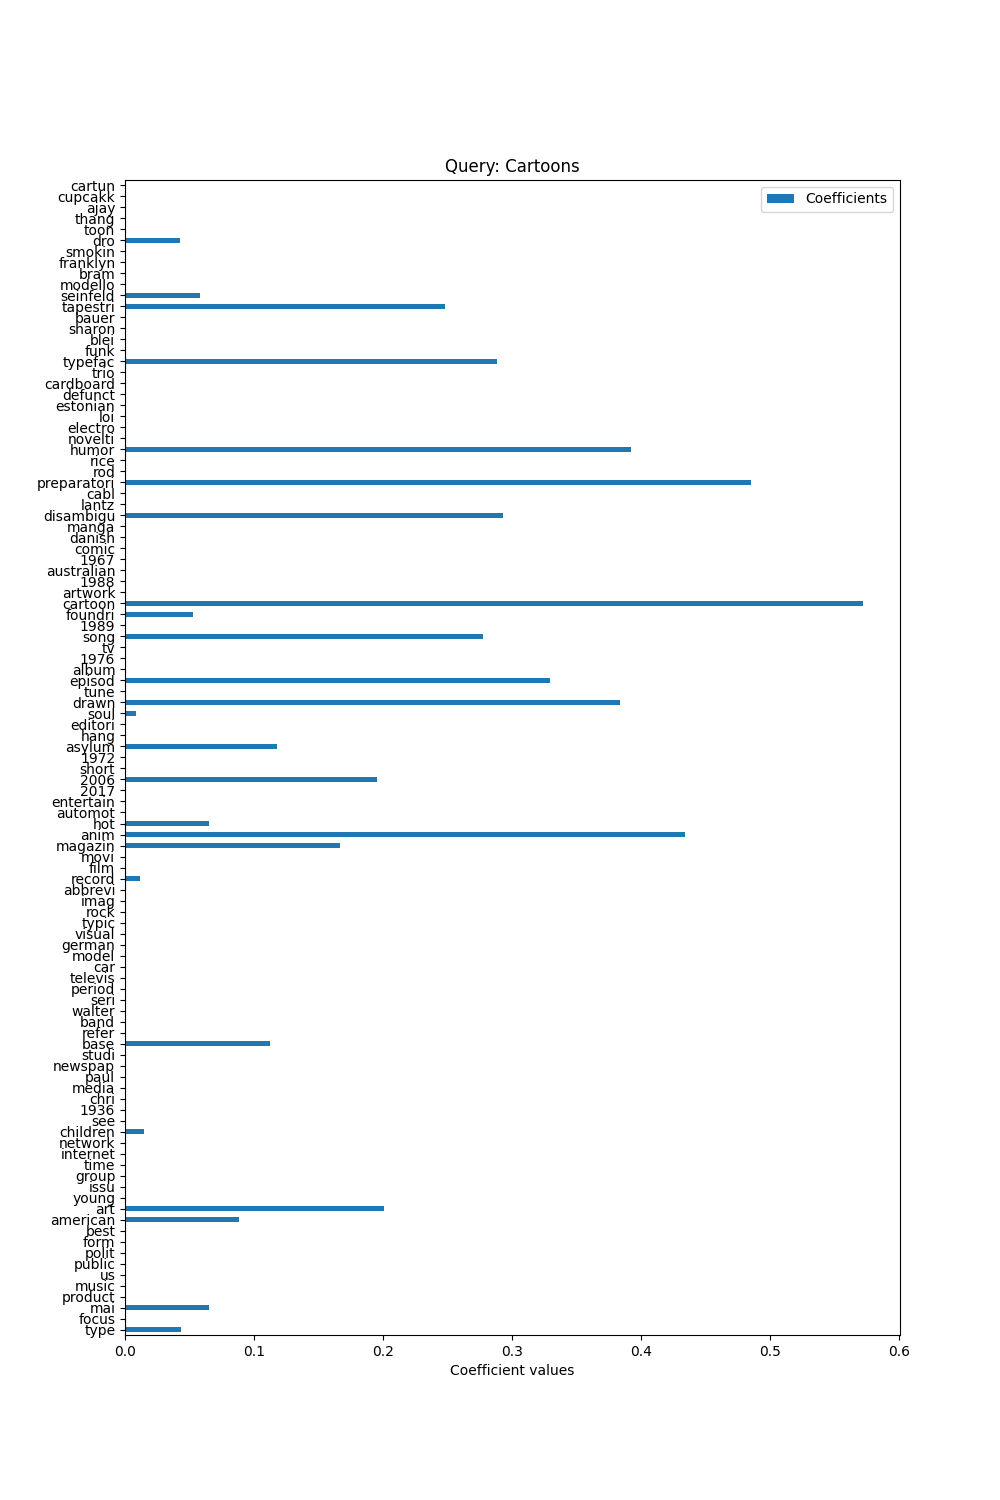 Query: Cartoons
Coefficients
cartun
cupcakk
ajay
thang
toon
dro
smokin
franklyn
bram
modello
seinfeld
tapestri
bauer
sharon
blei
funk
typefac
trio
cardboard
defunct
estonian
loi
electro
novelti
humor
rice
rod
preparatori
cabl
lantz
disambigu
manga
danish
comic
1967
australian
1988
artwork
cartoon
foundri
1989
song
tv
1976
album
episod
tune
drawn
soul
editori
hang
asylum
1972
short
2006
2017
entertain
automot
hot
anim
magazin
movi
film
record
abbrevi
imag
rock
typic
visual
german
model
car
televis
period
seri
walter
band
refer
base
studi
newspap
paul
media
chri
1936
see
children
network
internet
time
group
issu
young
art
american
best
form
polit
public
us
music
product
mai
focus
type
0.0 0.1 0.2 0.3 0.4 0.5 0.6
Coefficient values